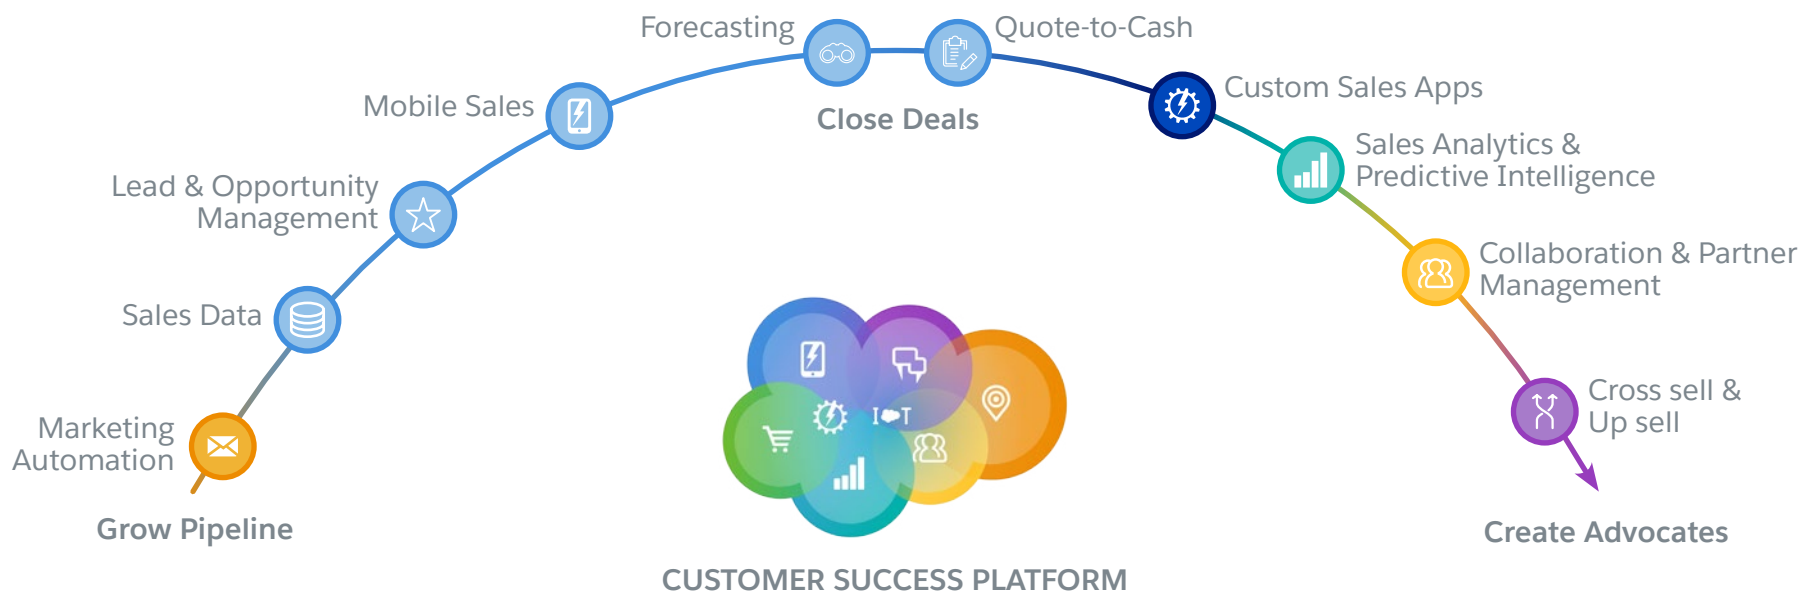 Forecasting
Quote-to-Cash
Mobile Sales
Close Deals
Custom Sales Apps
Lead & Opportunity
Management
Sales Analytics &
Predictive Intelligence
Sales Data
Collaboration & Partner
Management
Marketing
Automation
IoT
Cross sell &
Up sell
Grow Pipeline
Create Advocates
CUSTOMER SUCCESS PLATFORM